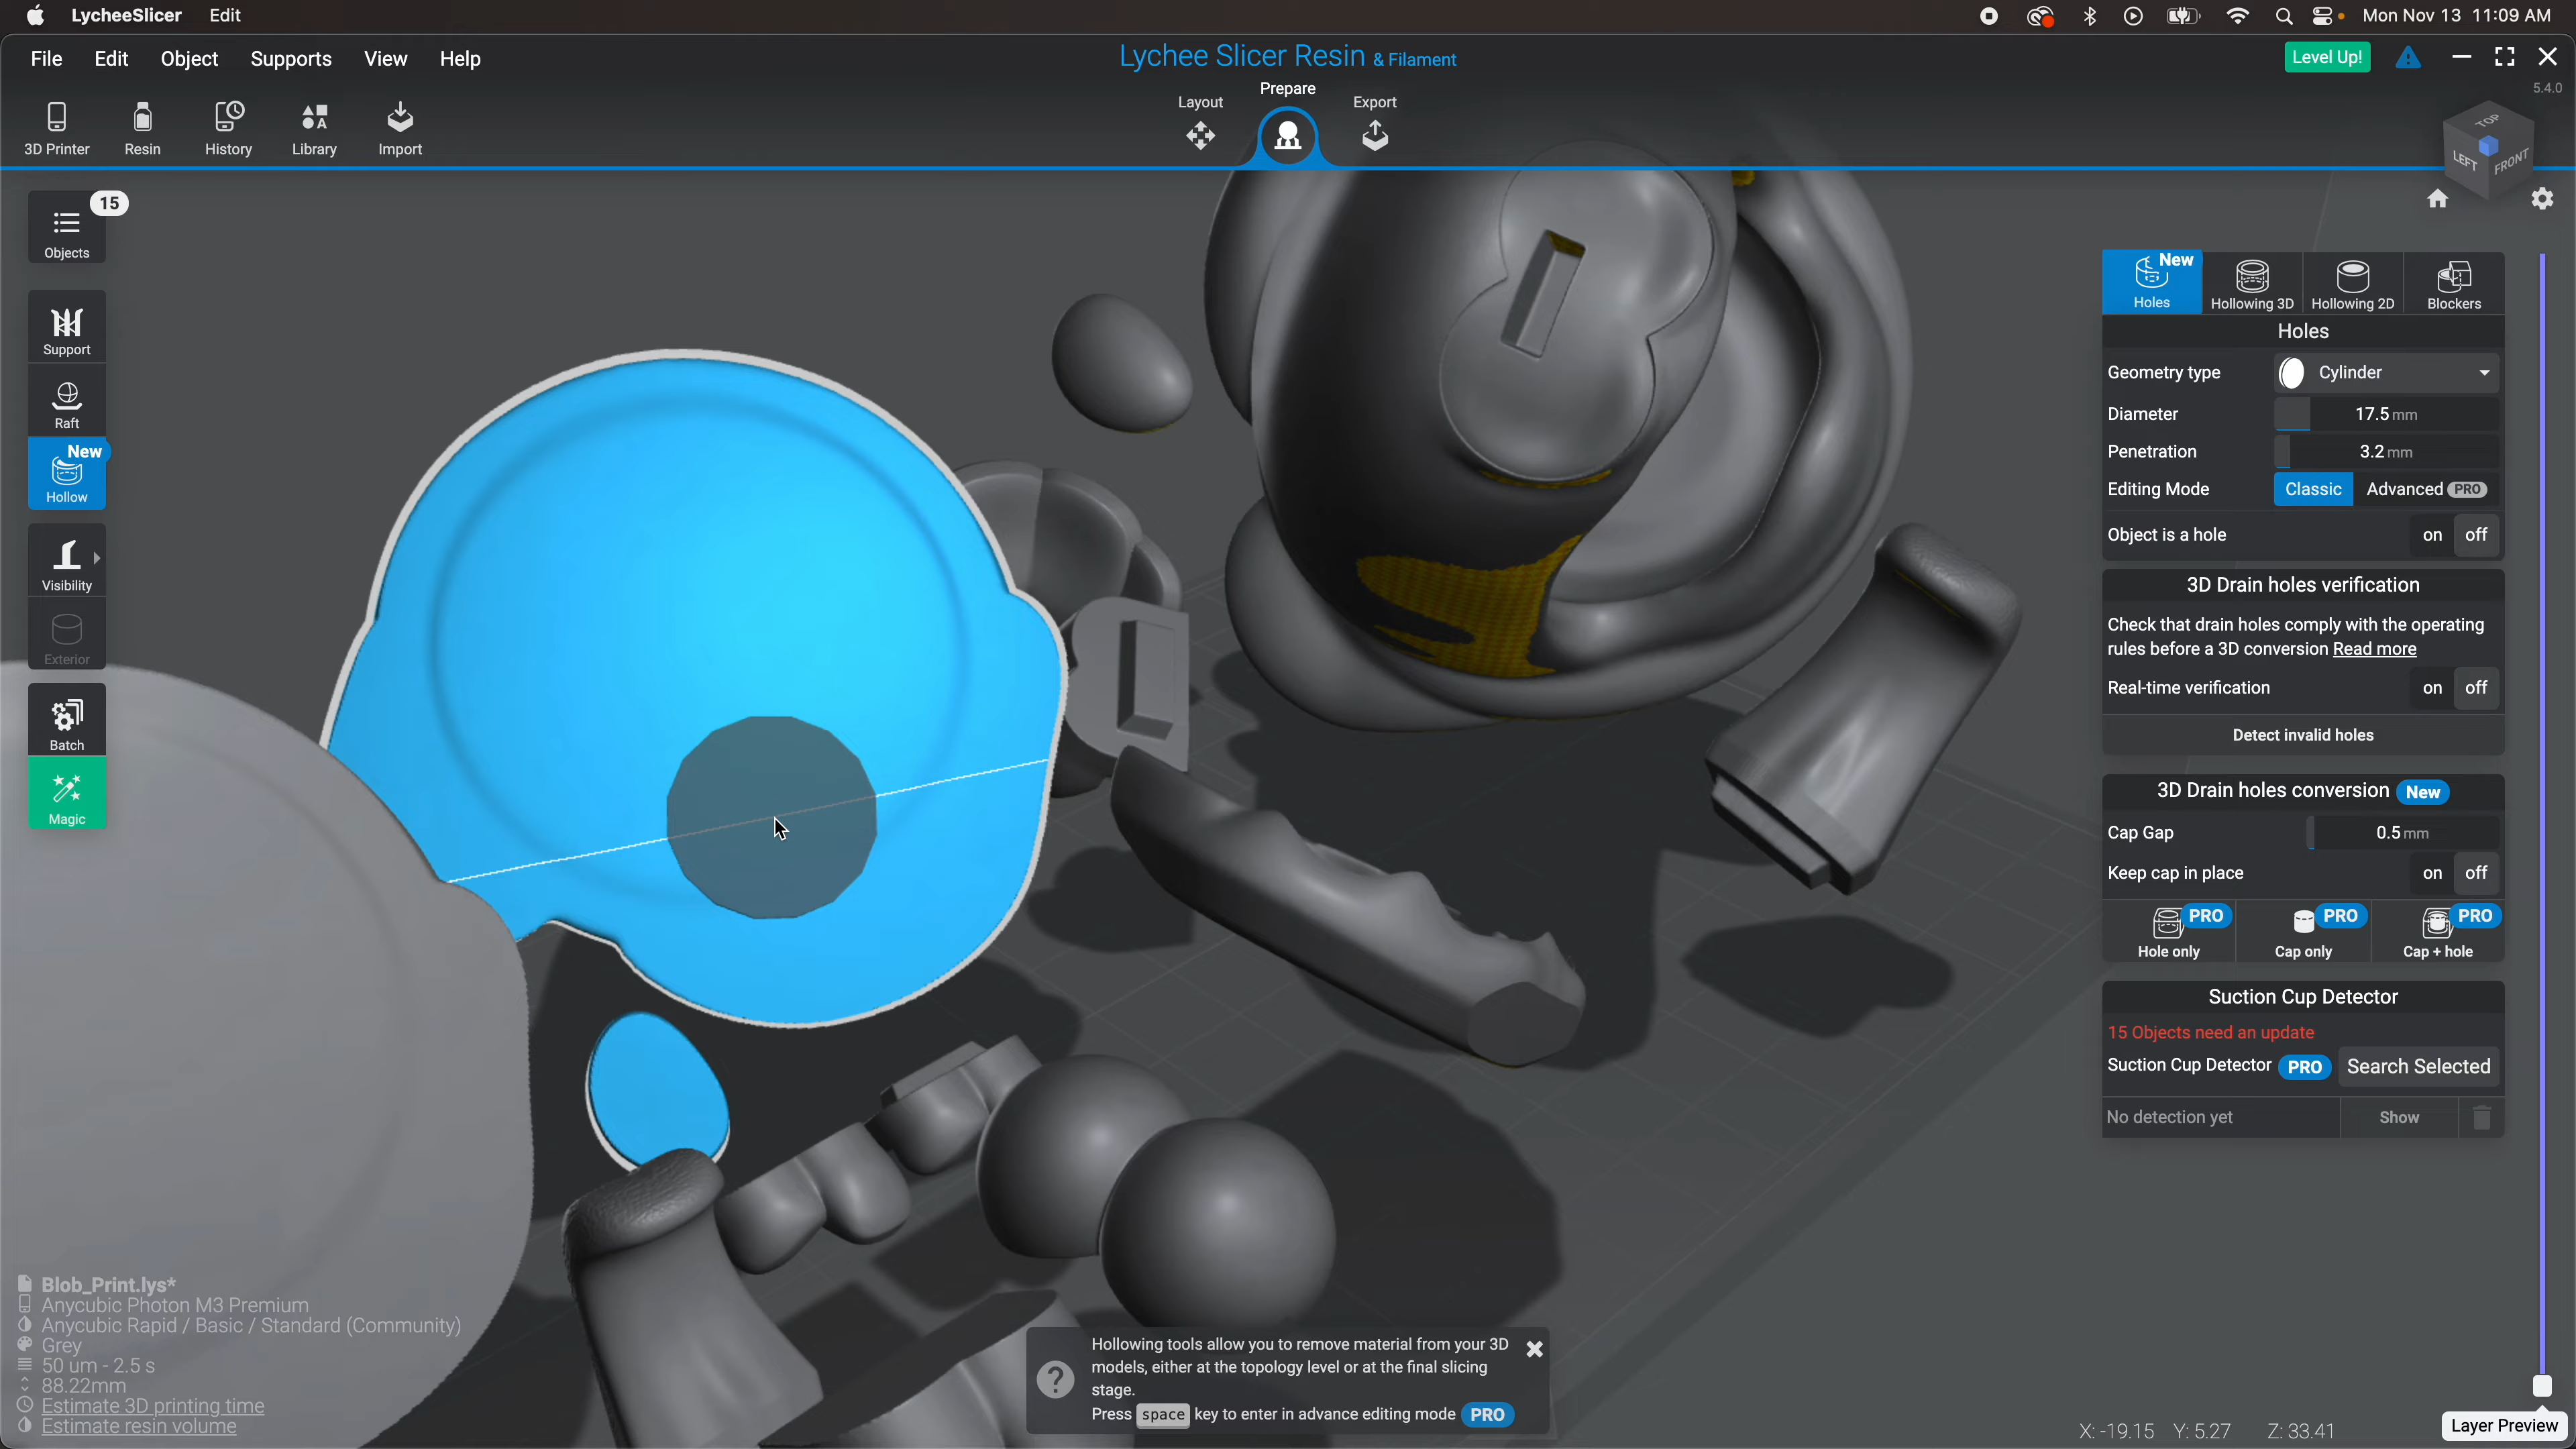 LycheeSlicer Edit
Mon Nov 13 11:09 AM
File Edit Object Supports View Help
Lychee Slicer Resin & Filament
Level Up!
5.4.0
3D Printer Resin History Library Import
Layout Prepare Export
TOP
LEFT FRONT
15
Objects
Support
Raft
New
Hollow
Visibility
Exterior
Batch
Magic
New
Holes Hollowing 3D Hollowing 2D Blockers
Holes
Geometry type Cylinder
Diameter 17.5 mm
Penetration 3.2 mm
Editing Mode Classic Advanced PRO
Object is a hole on off
3D Drain holes verification
Check that drain holes comply with the operating
rules before a 3D conversion Read more
Real-time verification on off
Detect invalid holes
3D Drain holes conversion New
Cap Gap 0.5 mm
Keep cap in place on off
PRO PRO PRO
Hole only Cap only Cap + hole
Suction Cup Detector
15 Objects need an update
Suction Cup Detector PRO Search Selected
No detection yet Show
Blob_Print.lys*
Anycubic Photon M3 Premium
Anycubic Rapid / Basic / Standard (Community)
Grey
50 um - 2.5 s
88.22mm
Estimate 3D printing time
Estimate resin volume
Hollowing tools allow you to remove material from your 3D
models, either at the topology level or at the final slicing
stage.
Press space key to enter in advance editing mode PRO
X: -19.15 Y: 5.27 Z: 33.41
Layer Preview